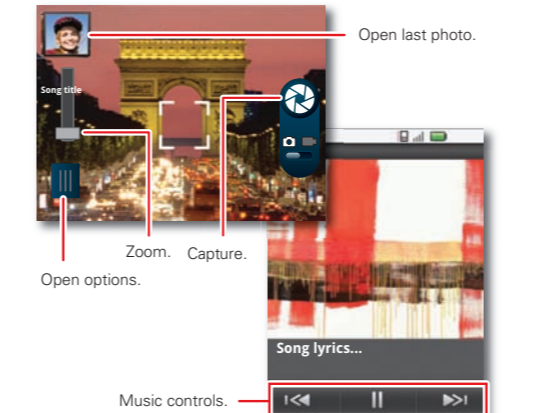 Open last photo.
Song title
Zoom.
Capture.
Open options.
Song lyrics...
Music controls.